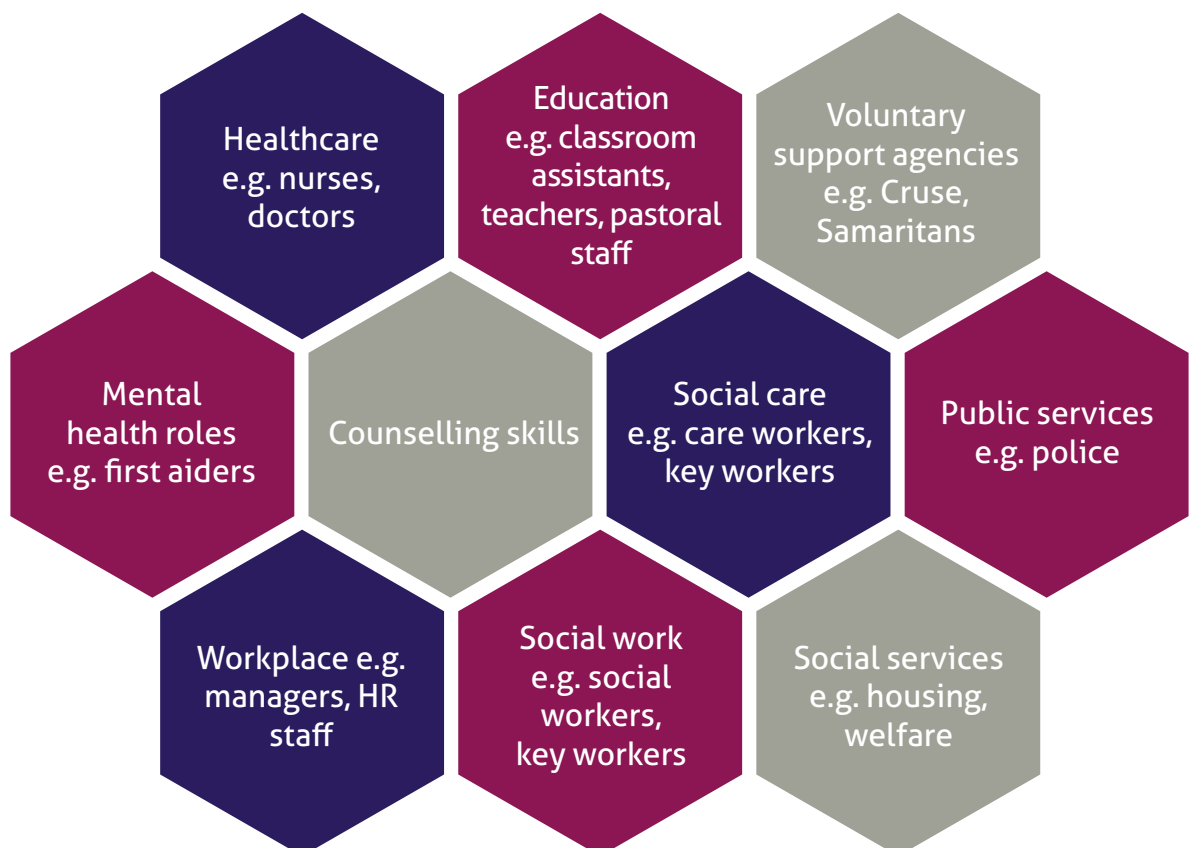 Healthcare
e.g. nurses,
doctors
Education
e.g. classroom
assistants,
teachers, pastoral
staff
Voluntary
support agencies
e.g. Cruse,
Samaritans
Mental
health roles
e.g. first aiders
Counselling skills
Social care
e.g. care workers,
key workers
Public services
e.g. police
Workplace e.g.
managers, HR
staff
Social work
e.g. social
workers,
key workers
Social services
e.g. housing,
welfare